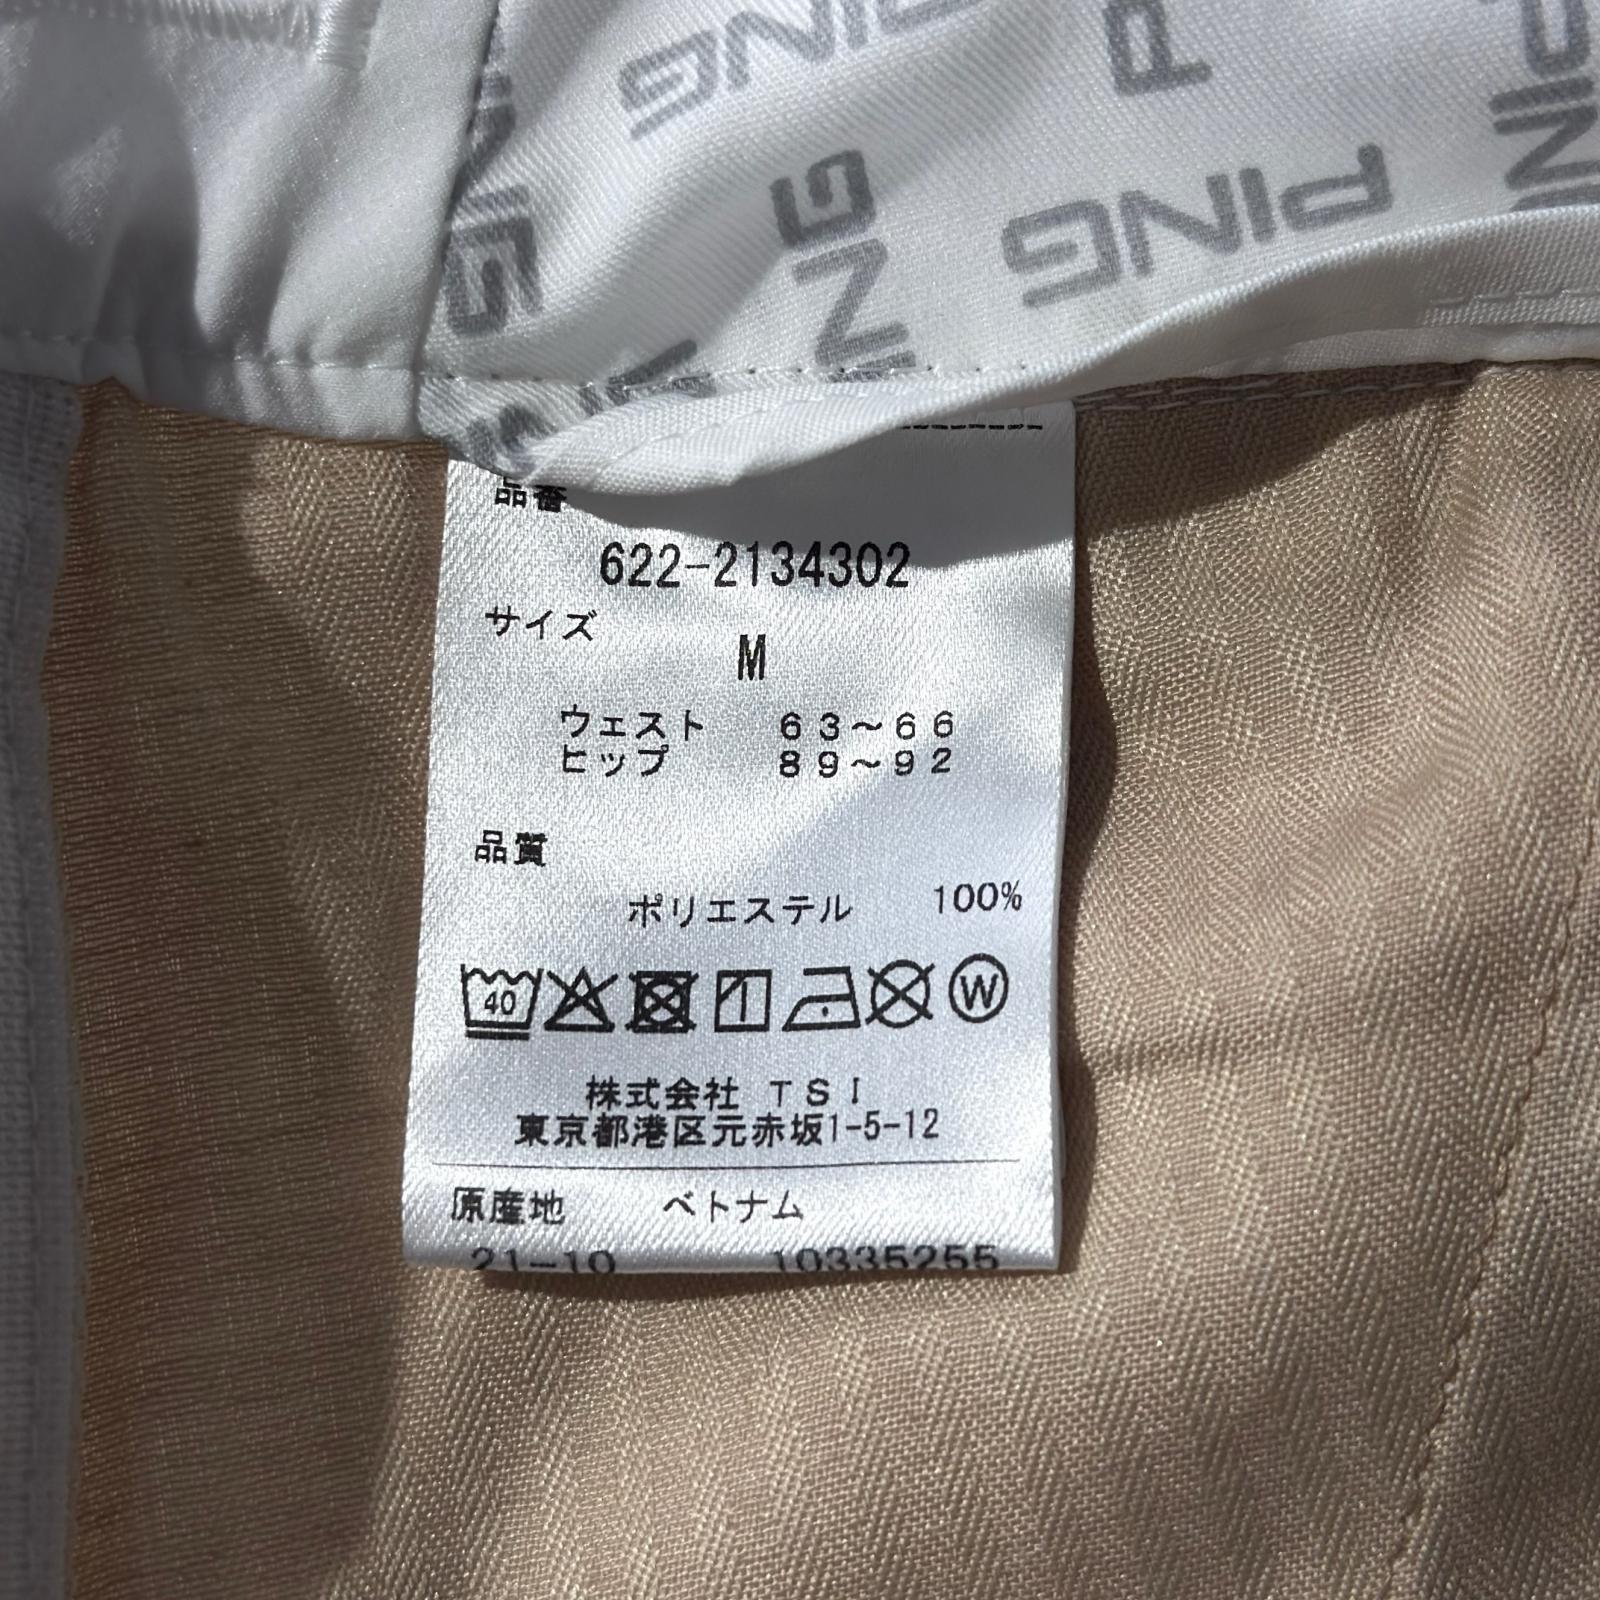 PING
PING
PING
PING
品番
622-2134302
サイズ
M
ウェスト 63~66
ヒップ 89~92
品質
ポリエステル 100%
40
W
株式会社 TSI
東京都港区元赤坂1-5-12
原産地 ベトナム
21-10 10335255